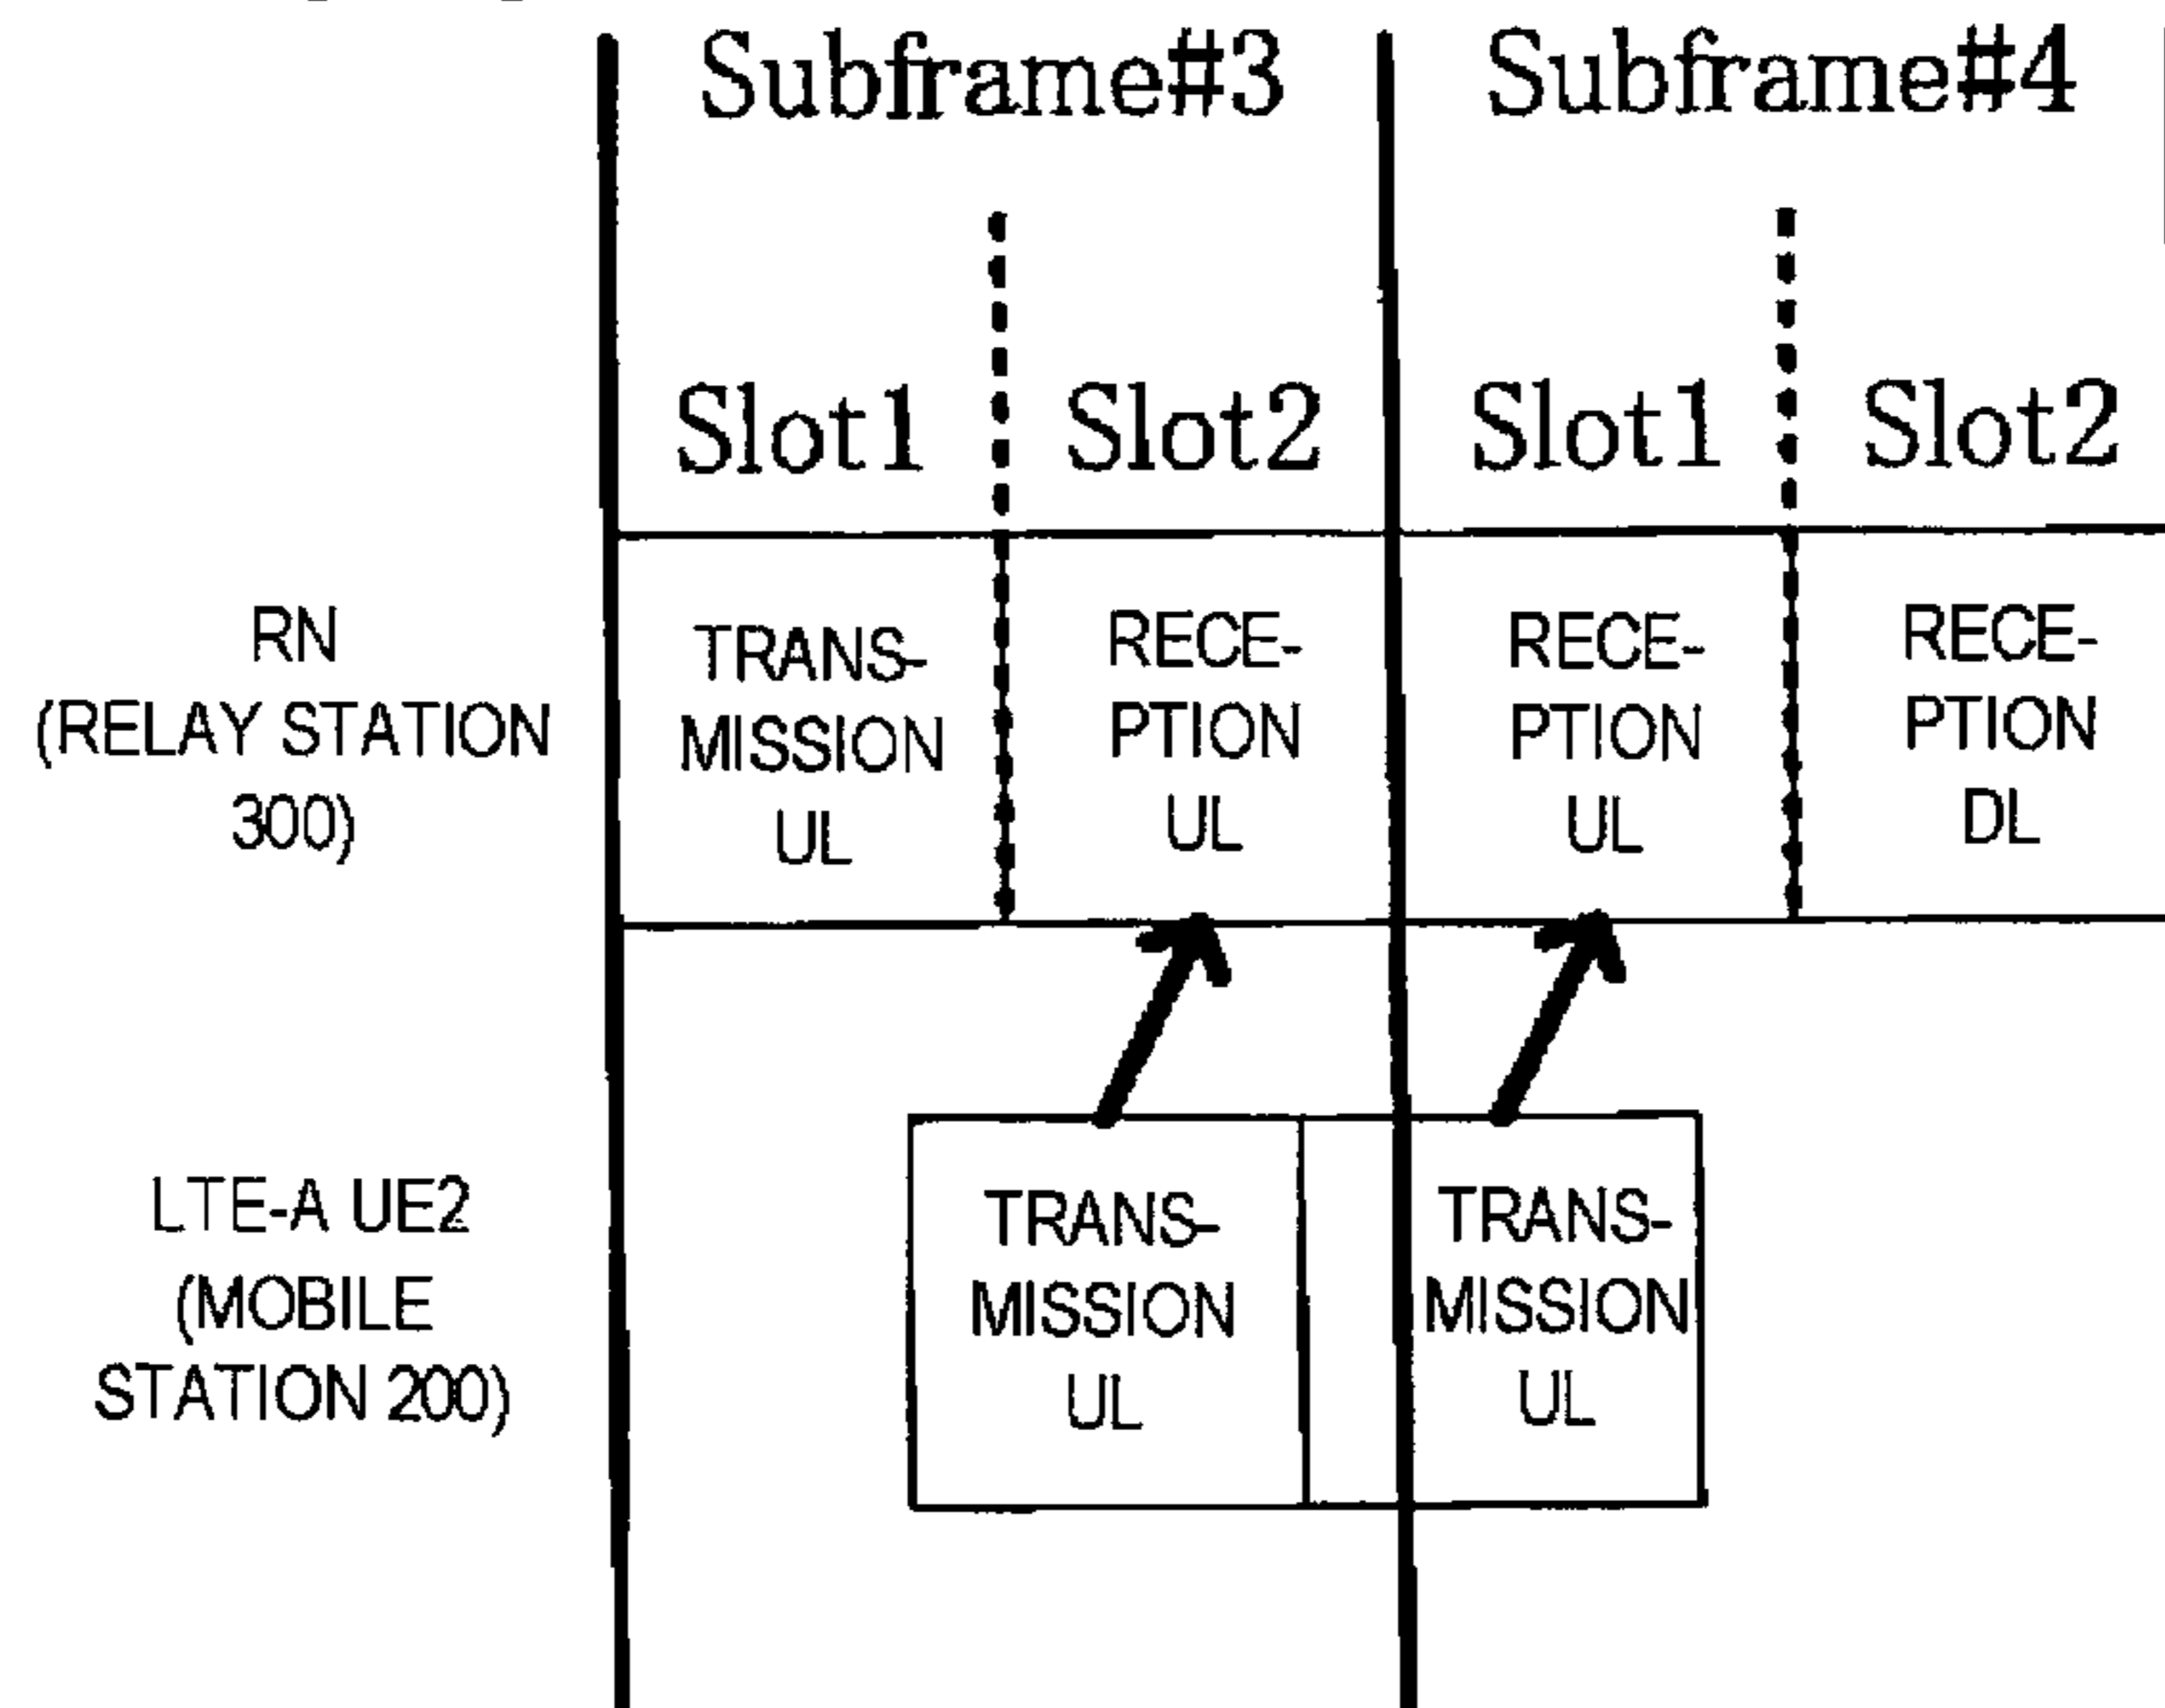 Subframe#3 Subframe#4
Slot1 Slot2 Slot1 Slot2
RN
(RELAY STATION
300)
TRANS-
MISSION
UL
RECE-
PTION
UL
RECE-
PTION
UL
RECE-
PTION
DL
LTE-A UE2
(MOBILE
STATION 200)
TRANS-
MISSION
UL
TRANS-
MISSION
UL